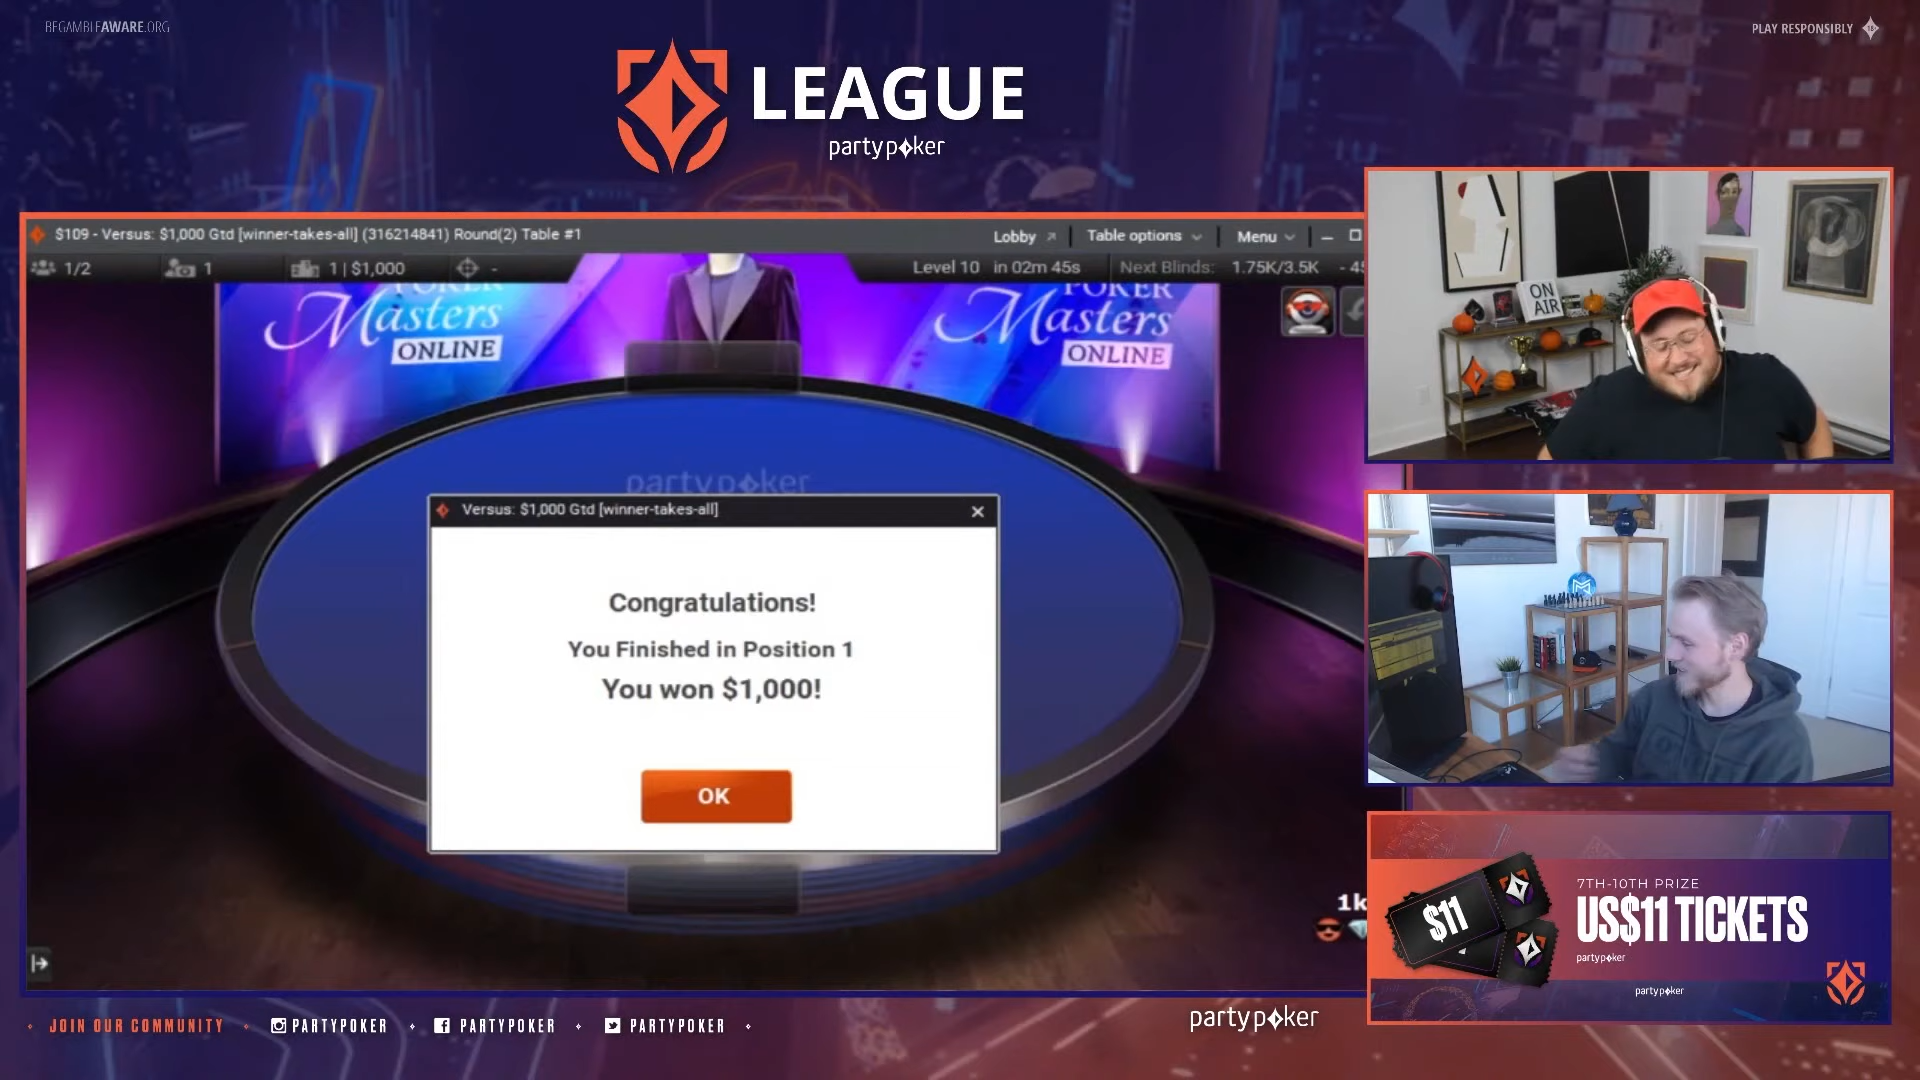 BEGAMBLEAWARE.ORG
PLAY RESPONSIBLY
LEAGUE
partypoker
$109 - Versus: $1,000 Gtd [winner-takes-all] (316214841) Round(2) Table #1
Lobby
Table options
Menu
1/2
1
1 | $1,000
-
Level 10 in 02m 45s
Next Blinds: 1.75K/3.5K
POKER
Masters
ONLINE
POKER
Masters
ONLINE
partypoker
Versus: $1,000 Gtd [winner-takes-all]
Congratulations!
You Finished in Position 1
You won $1,000!
OK
1k
ON
AIR
7TH-10TH PRIZE
$11
US$11 TICKETS
partypoker
partypoker
JOIN OUR COMMUNITY
PARTYPOKER
PARTYPOKER
PARTYPOKER
partypoker